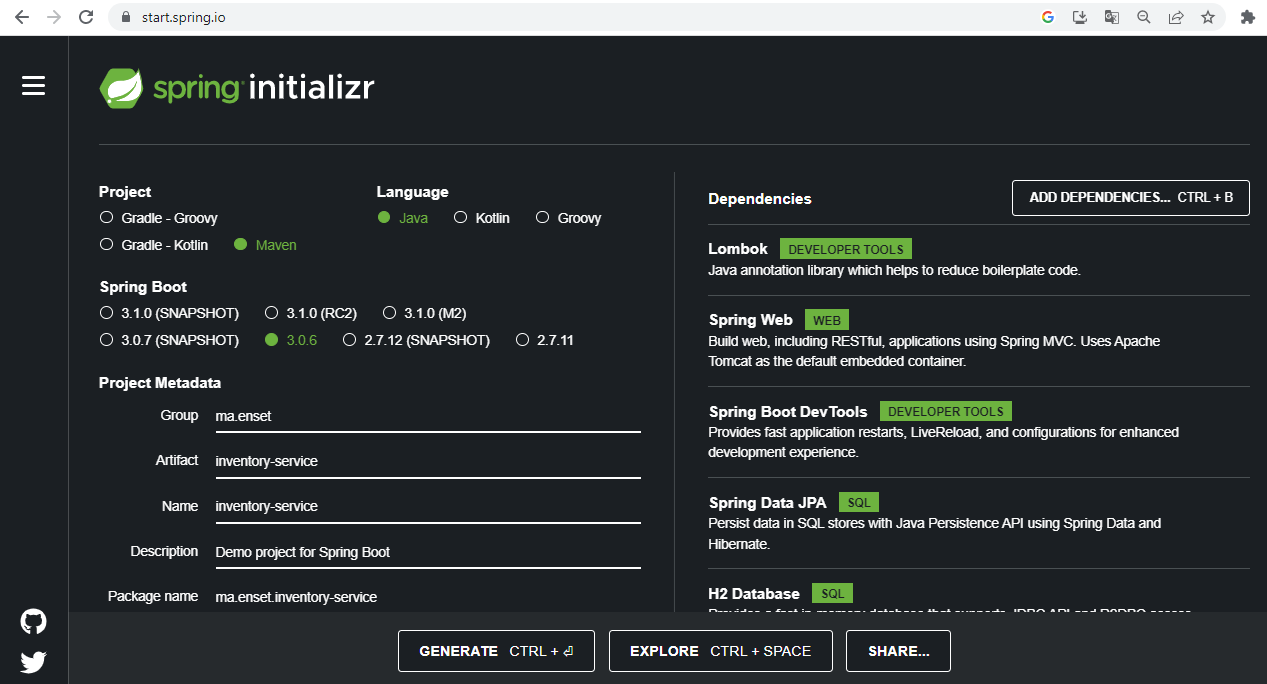 start.spring.io
spring initializr
Project
Gradle - Groovy
Gradle - Kotlin Maven
Language
Java Kotlin Groovy
Spring Boot
3.1.0 (SNAPSHOT) 3.1.0 (RC2) 3.1.0 (M2)
3.0.7 (SNAPSHOT) 3.0.6 2.7.12 (SNAPSHOT) 2.7.11
Project Metadata
Group ma.enset
Artifact inventory-service
Name inventory-service
Description Demo project for Spring Boot
Package name ma.enset.inventory-service
Dependencies ADD DEPENDENCIES... CTRL + B
Lombok DEVELOPER TOOLS
Java annotation library which helps to reduce boilerplate code.
Spring Web WEB
Build web, including RESTful, applications using Spring MVC. Uses Apache
Tomcat as the default embedded container.
Spring Boot DevTools DEVELOPER TOOLS
Provides fast application restarts, LiveReload, and configurations for enhanced
development experience.
Spring Data JPA SQL
Persist data in SQL stores with Java Persistence API using Spring Data and
Hibernate.
H2 Database SQL
GENERATE CTRL + ⏎ EXPLORE CTRL + SPACE SHARE...